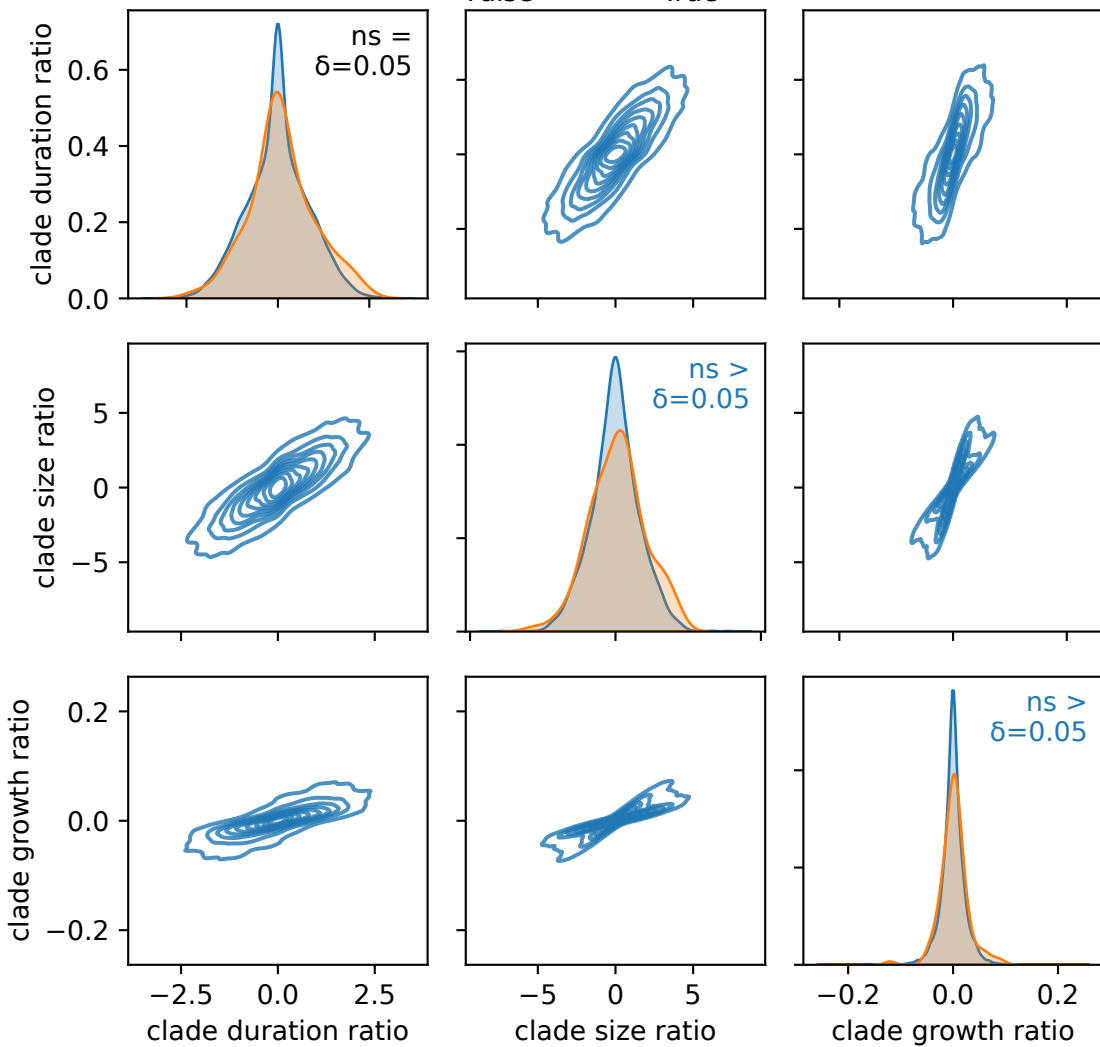 ns =
δ=0.05
clade duration ratio
0.6
0.4
0.2
0.0
ns >
δ=0.05
clade size ratio
5
0
−5
ns >
δ=0.05
clade growth ratio
0.2
0.0
−0.2
−2.5 0.0 2.5
−5 0 5
−0.2 0.0 0.2
clade duration ratio
clade size ratio
clade growth ratio